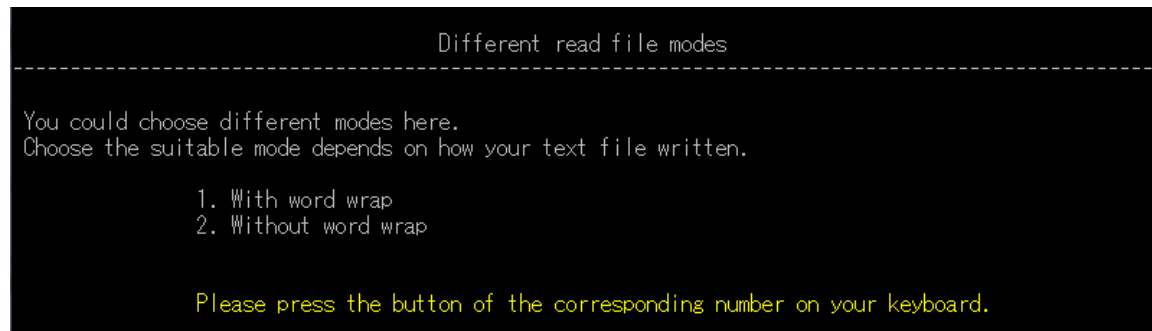 Different read file modes
You could choose different modes here.
Choose the suitable mode depends on how your text file written.
1. With word wrap
2. Without word wrap
Please press the button of the corresponding number on your keyboard.